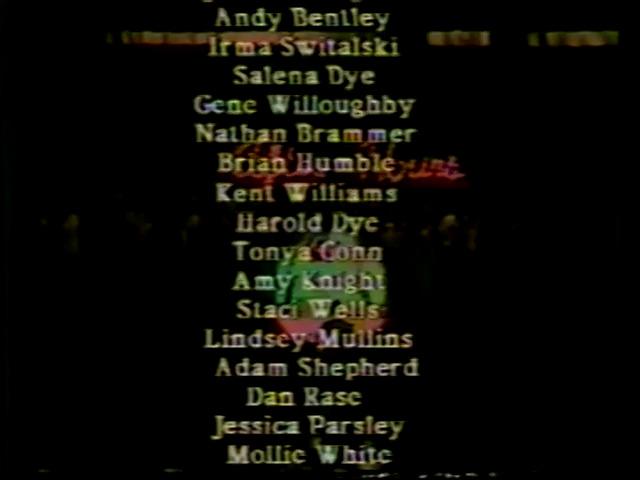 Andy Bentley
Irma Switalski
Salena Dye
Gene Willoughby
Nathan Brammer
Brian Humble
Kent Williams
Harold Dye
Tonya Conn
Amy Knight
Staci Wells
Lindsey Mullins
Adam Shepherd
Dan Rase
Jessica Parsley
Mollie White